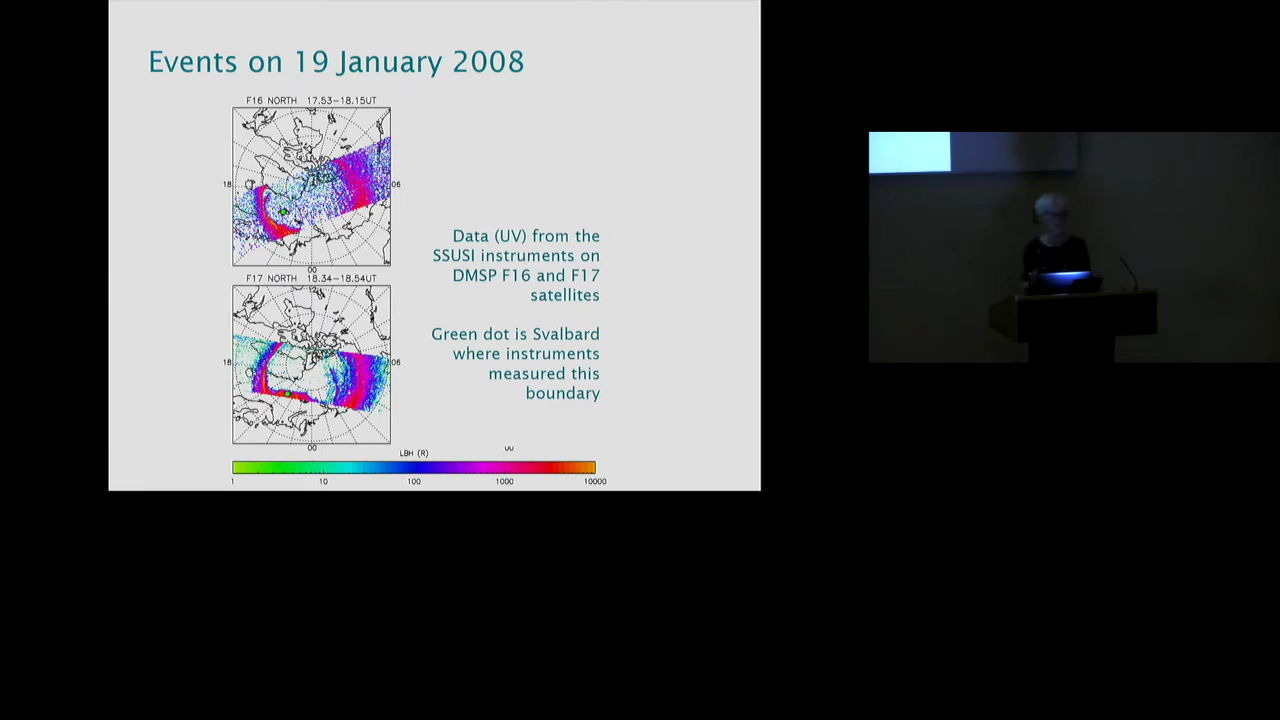 Events on 19 January 2008
F16 NORTH 17.53-18.15UT
12
18
06
00
F17 NORTH 18.34-18.54UT
12
18
06
00
Data (UV) from the
SSUSI instruments on
DMSP F16 and F17
satellites
Green dot is Svalbard
where instruments
measured this
boundary
LBH (R)
1 10 100 1000 10000